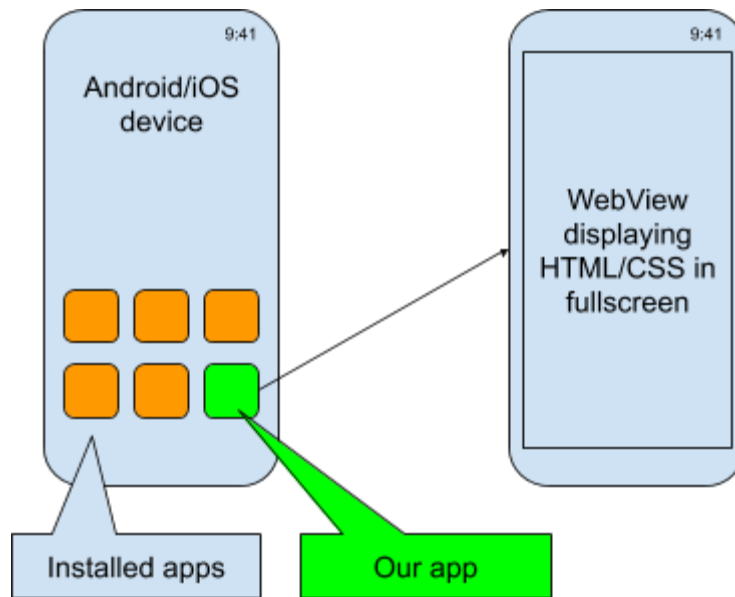 9:41
Android/iOS
device
Installed apps
Our app
9:41
WebView
displaying
HTML/CSS in
fullscreen